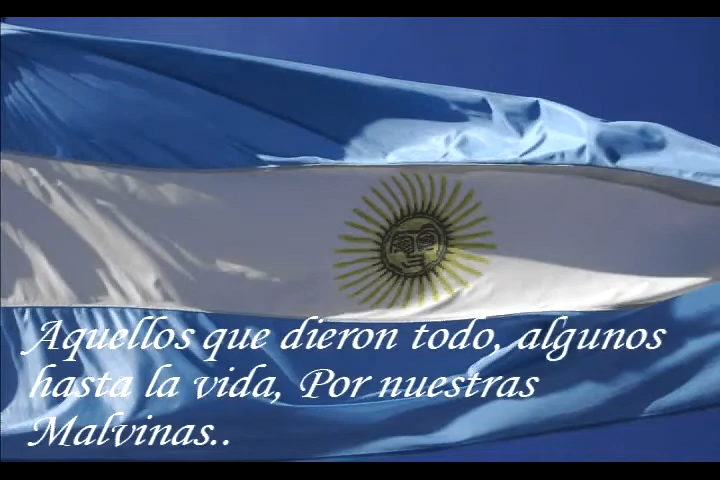 Aquellos que dieron todo, algunos
hasta la vida, Por nuestras
Malvinas..